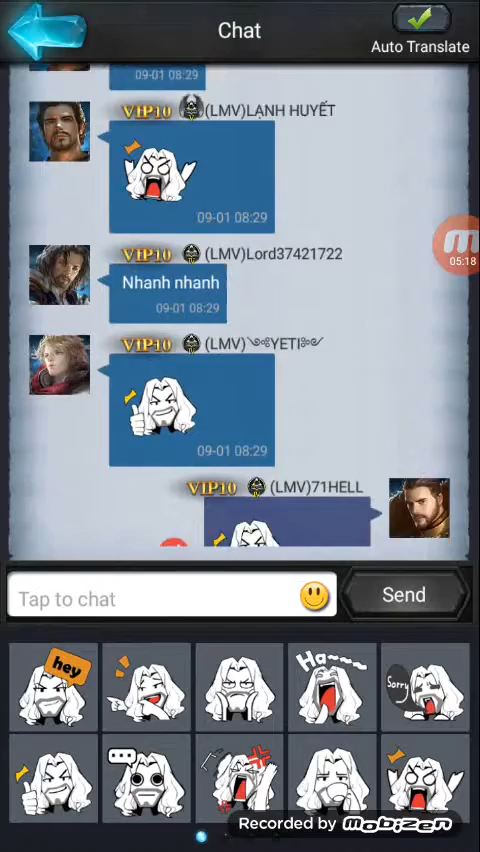 Chat
Auto Translate
09-01 08:29
VIP10 (LMV)LẠNH HUYẾT
09-01 08:29
05:18
VIP10 (LMV)Lord37421722
Nhanh nhanh
09-01 08:29
VIP10 (LMV)༺YETI༻
09-01 08:29
VIP10 (LMV)71HELL
Tap to chat
Send
hey
Ha~~~
Sorry
Recorded by mobizen